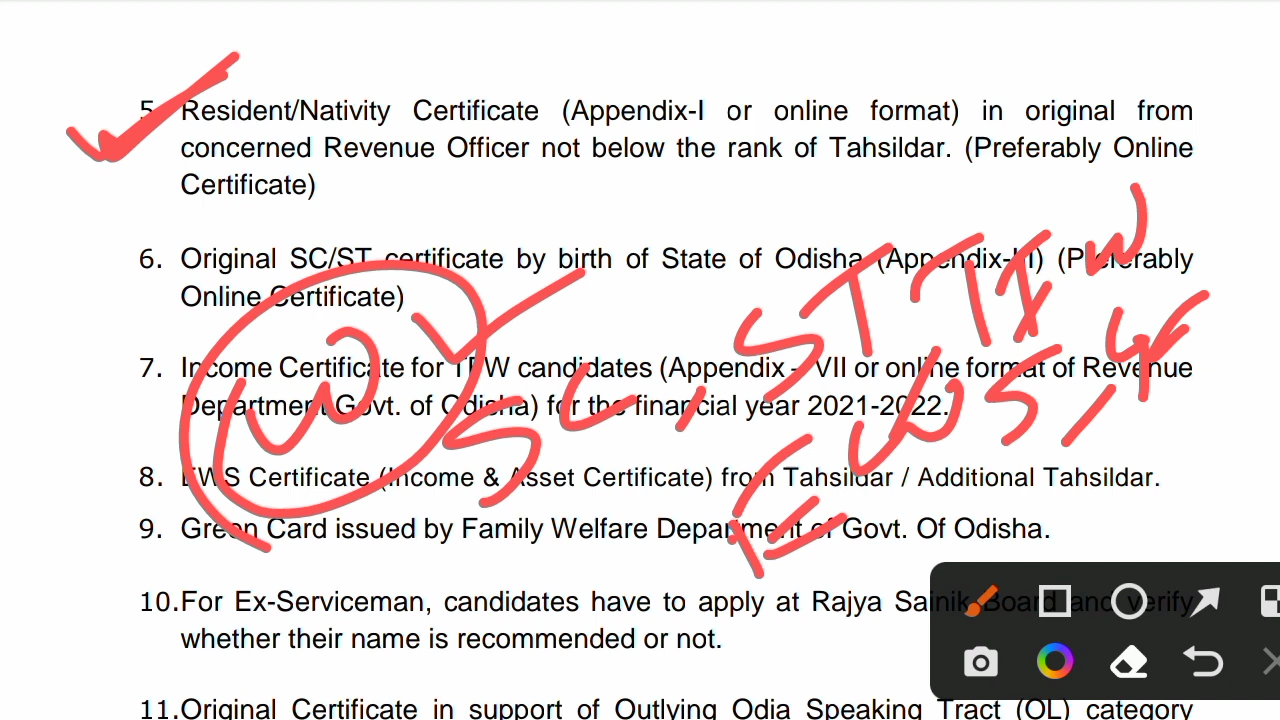 5. Resident/Nativity Certificate (Appendix-I or online format) in original from
concerned Revenue Officer not below the rank of Tahsildar. (Preferably Online
Certificate)
6. Original SC/ST certificate by birth of State of Odisha (Appendix-II) (Preferably
Online Certificate)
7. Income Certificate for TFW candidates (Appendix – VII or online format of Revenue
Department Govt. of Odisha) for the financial year 2021-2022.
8. EWS Certificate (Income & Asset Certificate) from Tahsildar / Additional Tahsildar.
9. Green Card issued by Family Welfare Department of Govt. Of Odisha.
10.For Ex-Serviceman, candidates have to apply at Rajya Sainik Board and verify
whether their name is recommended or not.
11.Original Certificate in support of Outlying Odia Speaking Tract (OL) category
W
SC, ST TFW
EWS,